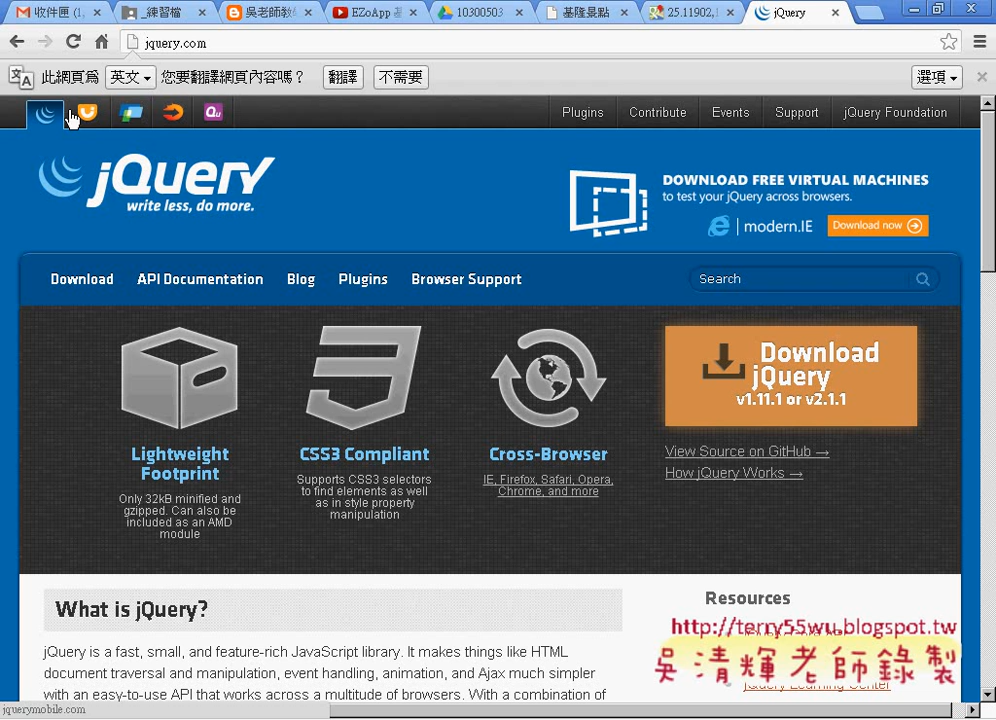 收件匣 (1,
_練習檔
吳老師教
EZoApp 基
10300503
基隆景點
25.11902,1
jQuery
jquery.com
此網頁為 英文 您要翻譯網頁內容嗎？ 翻譯 不需要 選項
Qu
Plugins Contribute Events Support jQuery Foundation
jQuery
write less, do more.
DOWNLOAD FREE VIRTUAL MACHINES
to test your jQuery across browsers.
modern.IE Download now
Download API Documentation Blog Plugins Browser Support Search
Lightweight
Footprint
Only 32kB minified and
gzipped. Can also be
included as an AMD
module
CSS3 Compliant
Supports CSS3 selectors
to find elements as well
as in style property
manipulation
Cross-Browser
IE, Firefox, Safari, Opera,
Chrome, and more
Download
jQuery
v1.11.1 or v2.1.1
View Source on GitHub →
How jQuery Works →
What is jQuery?
jQuery is a fast, small, and feature-rich JavaScript library. It makes things like HTML
document traversal and manipulation, event handling, animation, and Ajax much simpler
with an easy-to-use API that works across a multitude of browsers. With a combination of
Resources
http://terry55wu.blogspot.tw
吳清輝老師錄製
jQuery Learning Center
jquerymobile.com